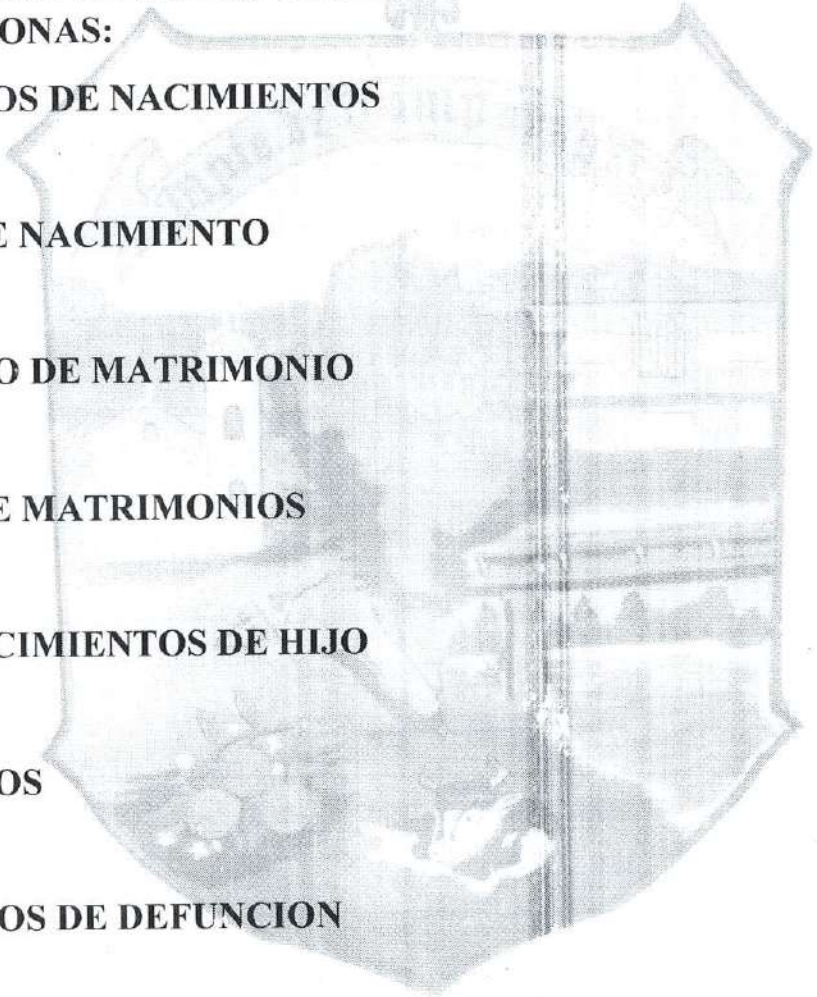 ONAS:
OS DE NACIMIENTOS
E NACIMIENTO
O DE MATRIMONIO
E MATRIMONIOS
CIMIENTOS DE HIJO
OS
OS DE DEFUNCION